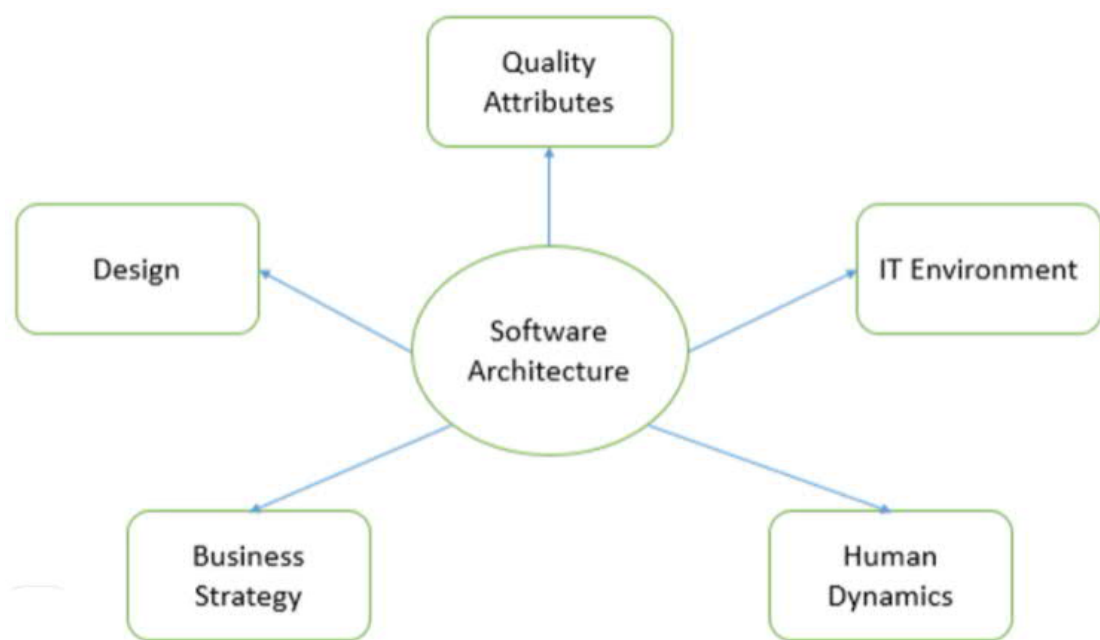 Quality
Attributes
Design
IT Environment
Software
Architecture
Business
Strategy
Human
Dynamics